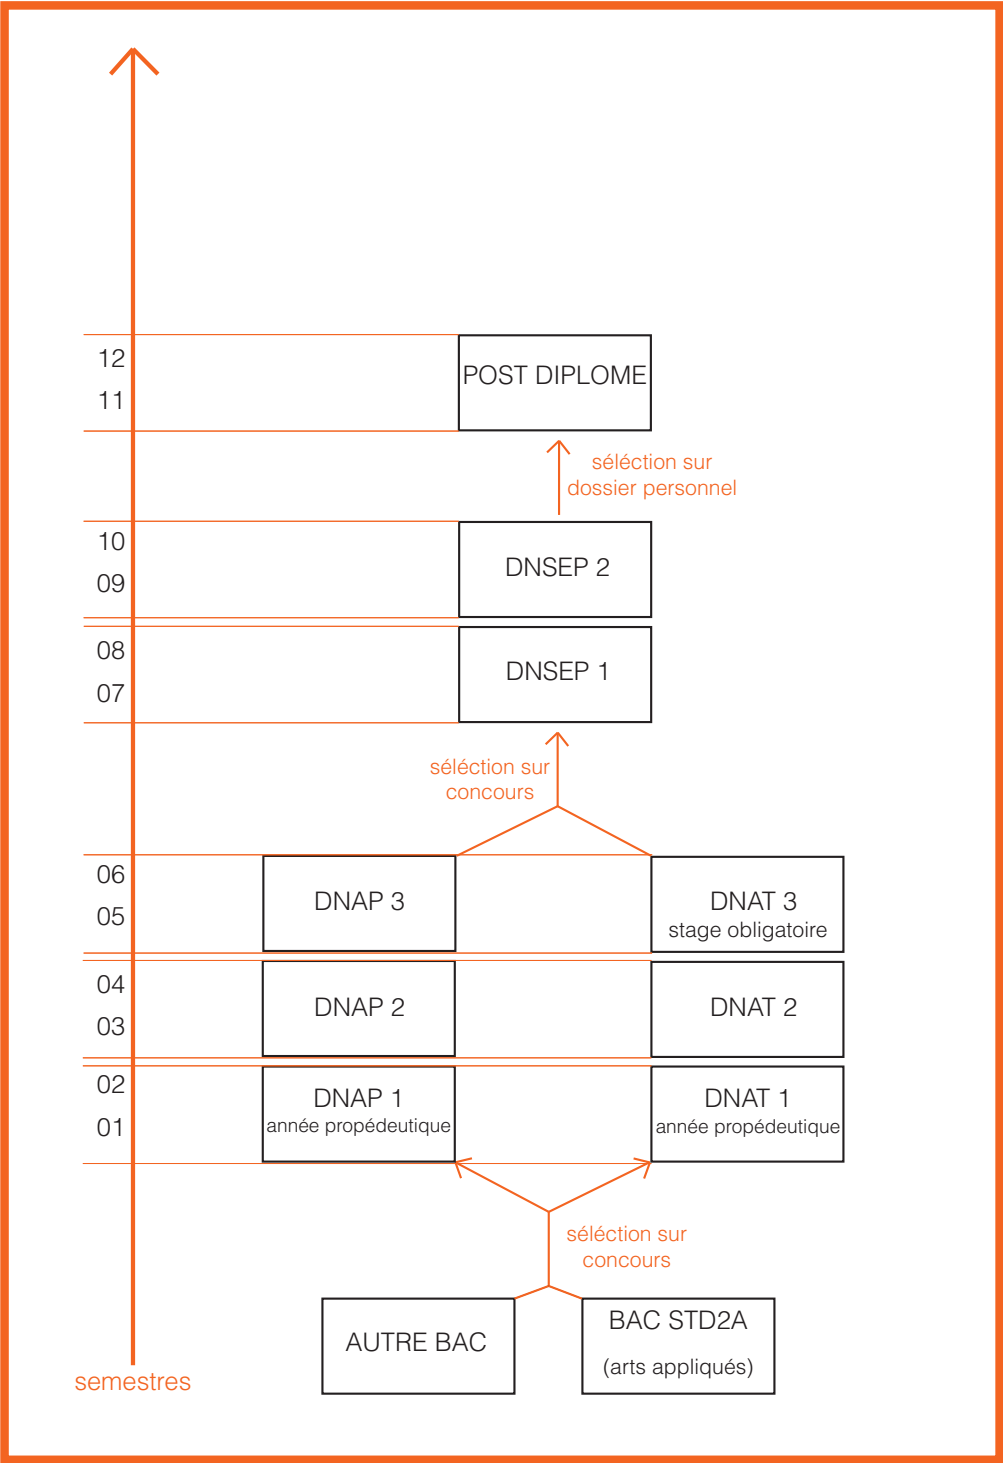 12
11
POST DIPLOME
séléction sur
dossier personnel
10
09
DNSEP 2
08
07
DNSEP 1
séléction sur
concours
06
05
DNAP 3
DNAT 3
stage obligatoire
04
03
DNAP 2
DNAT 2
02
01
DNAP 1
année propédeutique
DNAT 1
année propédeutique
séléction sur
concours
AUTRE BAC
BAC STD2A
(arts appliqués)
semestres